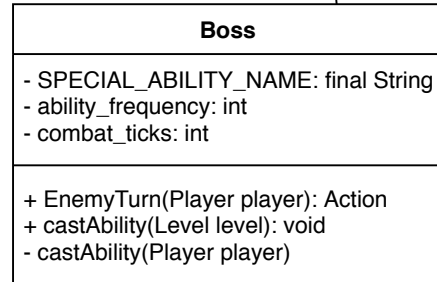 Boss
- SPECIAL_ABILITY_NAME: final String
- ability_frequency: int
- combat_ticks: int
+ EnemyTurn(Player player): Action
+ castAbility(Level level): void
- castAbility(Player player)